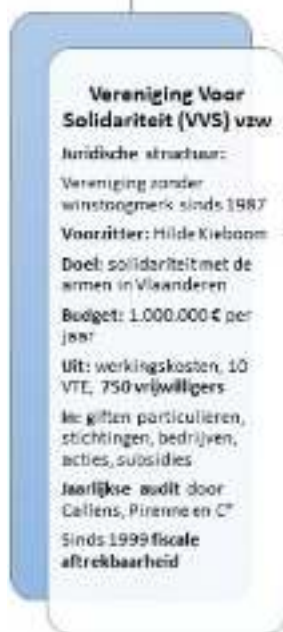 Vereniging Voor
Solidariteit (VVS) vzw
Juridische structuur:
Vereniging zonder
winstoogmerk sinds 1987
Voorzitter: Hilde Kieboom
Doel: solidariteit met de
armen in Vlaanderen
Budget: 1.000.000 € per
jaar
Uit: werkingskosten, 10
VTE, 750 vrijwilligers
In: giften particulieren,
stichtingen, bedrijven,
acties, subsidies
Jaarlijkse audit door
Callens, Pirenne en C°
Sinds 1999 fiscale
aftrekbaarheid